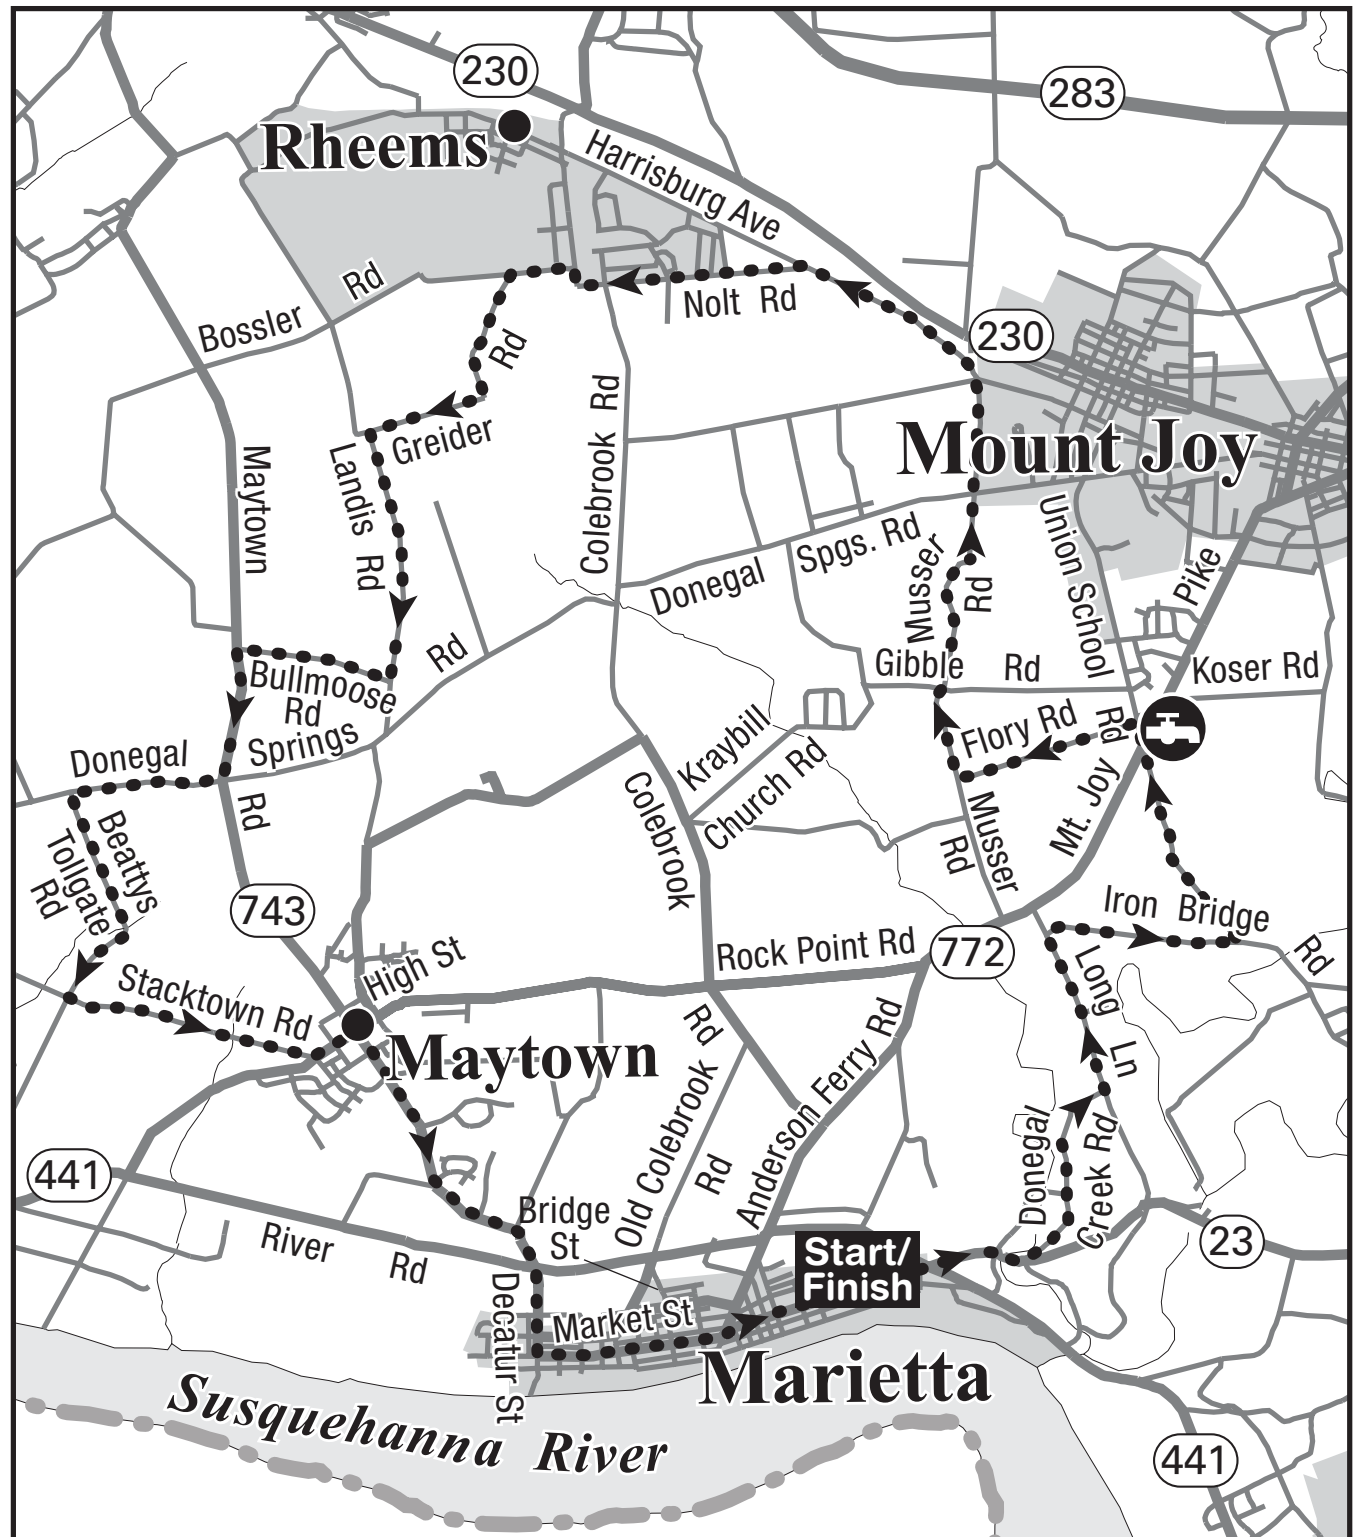 230
283
Rheems
Harrisburg Ave
Bossler Rd
Nolt Rd
230
Rd
Greider
Mount Joy
Maytown
Landis Rd
Colebrook Rd
Donegal Spgs. Rd
Musser Rd
Union School
Pike
Rd
Bullmoose
Rd
Gibble Rd
Koser Rd
Donegal
Springs
Kraybill
Church Rd
Flory Rd
Rd
Mt. Joy
Rd
Colebrook
Musser
Rd
Beattys
Tollgate
Rd
743
Iron Bridge
Rd
High St
Rock Point Rd
772
Long Ln
Stacktown Rd
Maytown
Rd
Anderson Ferry Rd
Old Colebrook
Rd
Donegal
Creek Rd
441
River Rd
Bridge
St
Start/
Finish
23
Decatur St
Market St
Marietta
Susquehanna River
441